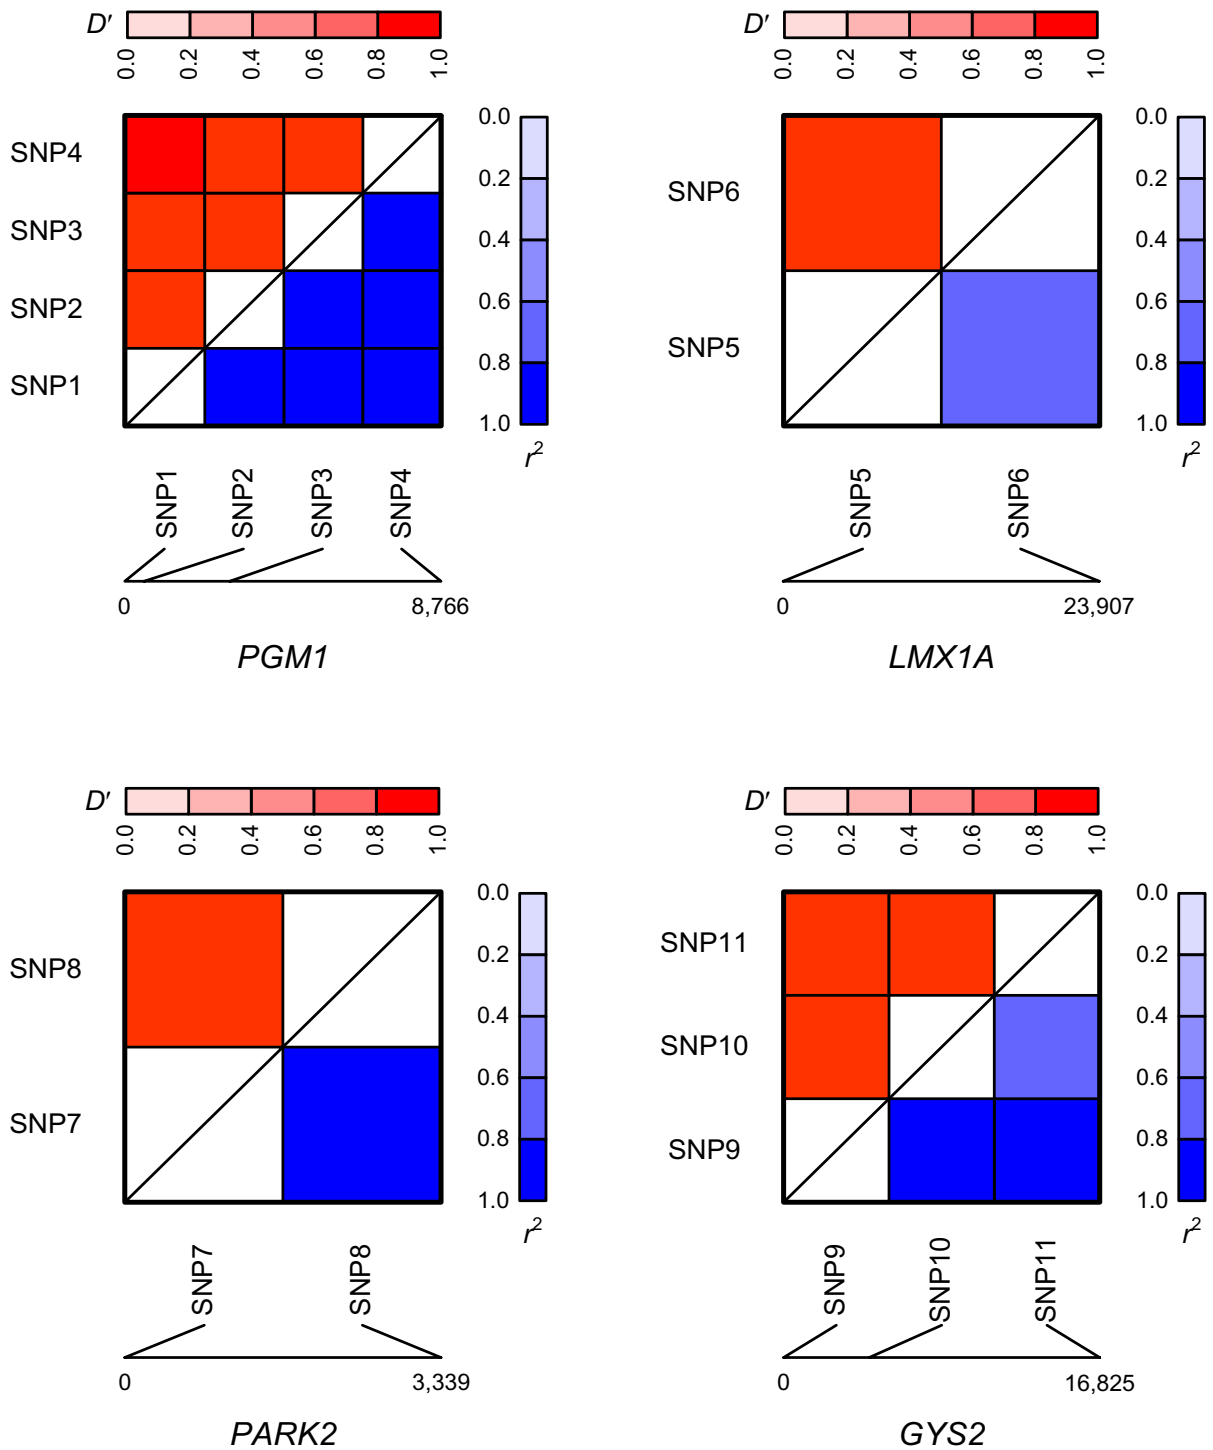 D′
0.0 0.2 0.4 0.6 0.8 1.0
SNP4
SNP3
SNP2
SNP1
0.0
0.2
0.4
0.6
0.8
1.0
r2
SNP1 SNP2 SNP3 SNP4
0 8,766
PGM1
D′
0.0 0.2 0.4 0.6 0.8 1.0
SNP6
SNP5
0.0
0.2
0.4
0.6
0.8
1.0
r2
SNP5 SNP6
0 23,907
LMX1A
D′
0.0 0.2 0.4 0.6 0.8 1.0
SNP8
SNP7
0.0
0.2
0.4
0.6
0.8
1.0
r2
SNP7 SNP8
0 3,339
PARK2
D′
0.0 0.2 0.4 0.6 0.8 1.0
SNP11
SNP10
SNP9
0.0
0.2
0.4
0.6
0.8
1.0
r2
SNP9 SNP10 SNP11
0 16,825
GYS2